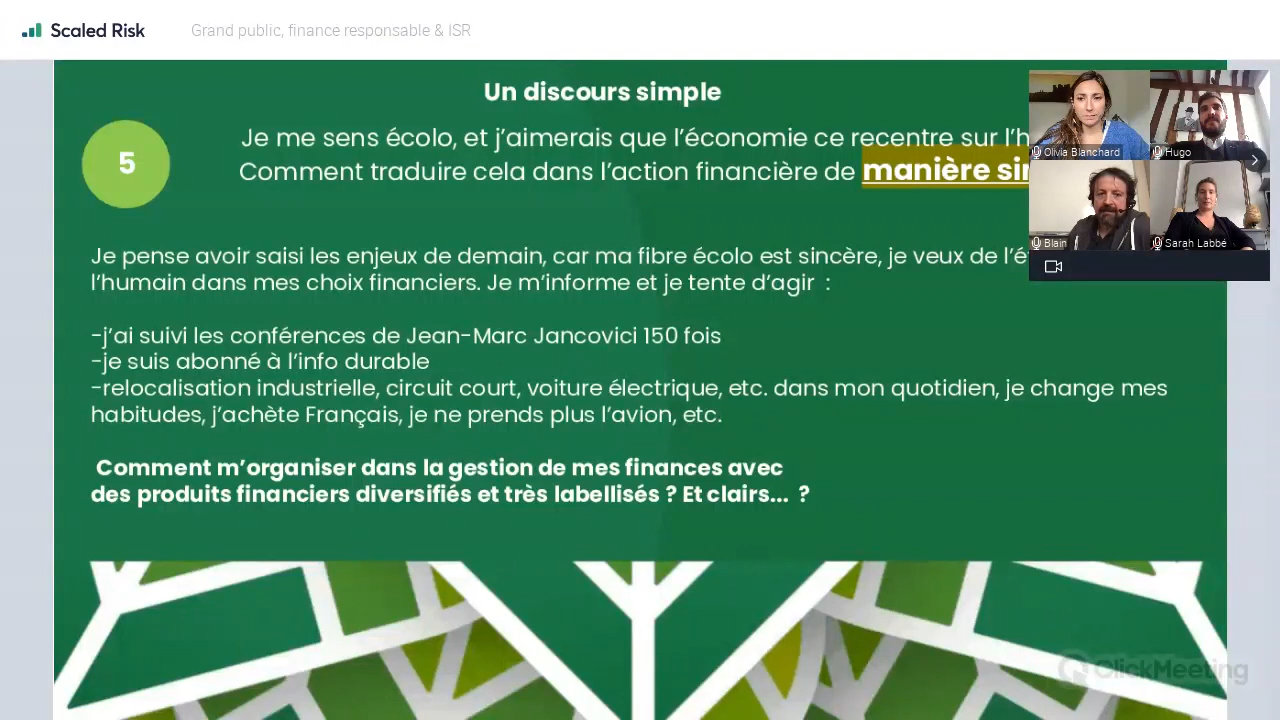 Scaled Risk
Grand public, finance responsable & ISR
Un discours simple
5
Je me sens écolo, et j'aimerais que l'économie ce recentre sur l'h
Comment traduire cela dans l'action financière de manière sim
Je pense avoir saisi les enjeux de demain, car ma fibre écolo est sincère, je veux de l'ét
l'humain dans mes choix financiers. Je m'informe et je tente d'agir :
-j'ai suivi les conférences de Jean-Marc Jancovici 150 fois
-je suis abonné à l'info durable
-relocalisation industrielle, circuit court, voiture électrique, etc. dans mon quotidien, je change mes
habitudes, j'achète Français, je ne prends plus l'avion, etc.
Comment m'organiser dans la gestion de mes finances avec
des produits financiers diversifiés et très labellisés ? Et clairs... ?
Olivia Blanchard
Hugo
Blain
Sarah Labbé
ClickMeeting